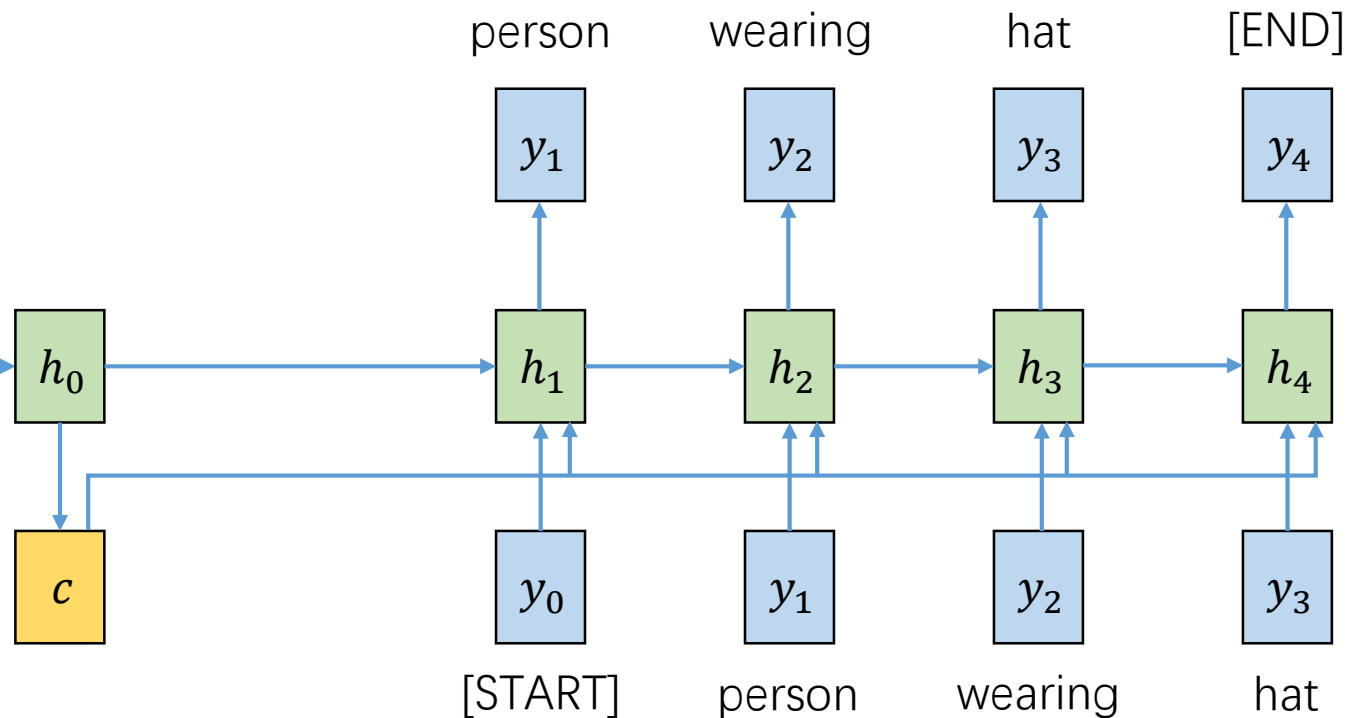 person wearing hat [END]
y₁ y₂ y₃ y₄
h₀ h₁ h₂ h₃ h₄
c y₀ y₁ y₂ y₃
[START] person wearing hat